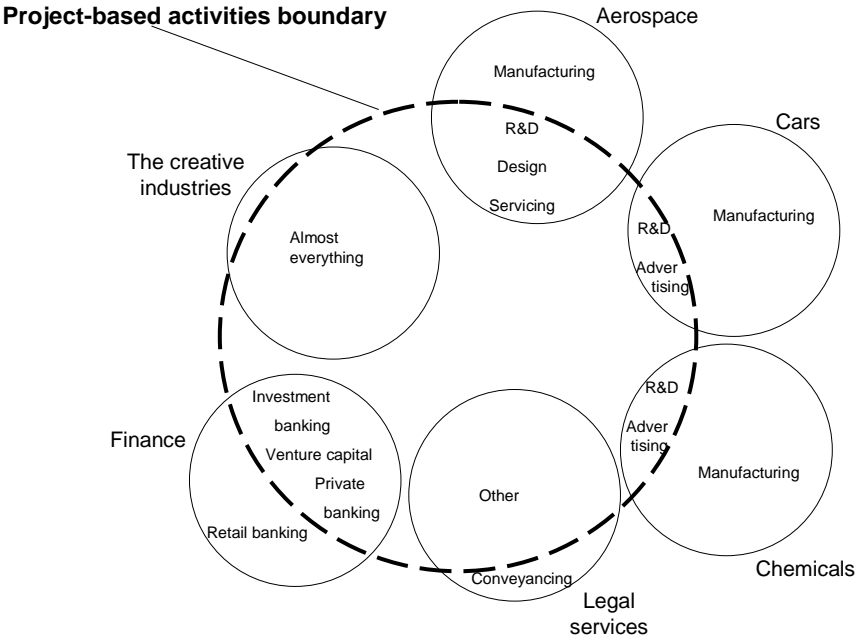 Project-based activities boundary
Aerospace
Manufacturing
R&D
Design
Servicing
Cars
R&D
Manufacturing
Adver
tising
The creative
industries
Almost
everything
Finance
Investment
banking
Venture capital
Private
banking
Retail banking
Other
Conveyancing
Legal
services
R&D
Adver
tising
Manufacturing
Chemicals